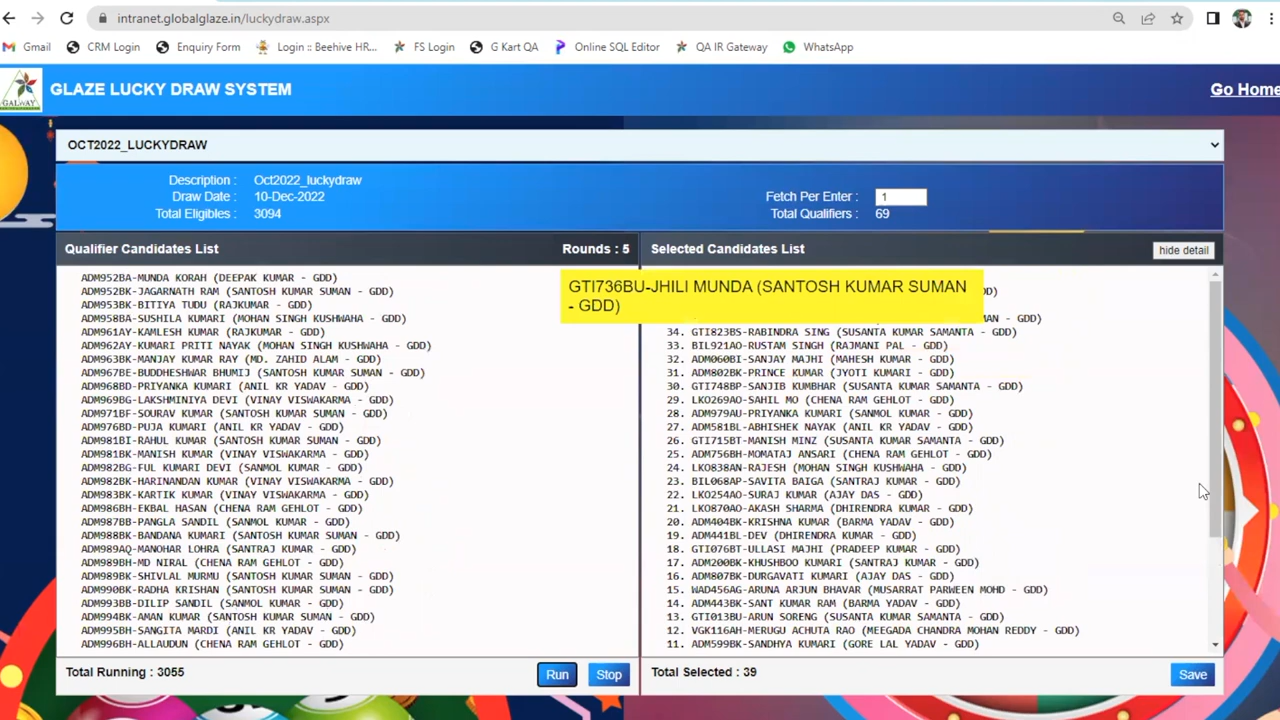 intranet.globalglaze.in/luckydraw.aspx
Gmail CRM Login Enquiry Form Login :: Beehive HR... FS Login G Kart QA Online SQL Editor QA IR Gateway WhatsApp
GALWAY
GLAZE LUCKY DRAW SYSTEM
Go Home
OCT2022_LUCKYDRAW
Description : Oct2022_luckydraw
Draw Date : 10-Dec-2022
Total Eligibles : 3094
Fetch Per Enter : 1
Total Qualifiers : 69
Qualifier Candidates List
Rounds : 5
ADM952BA-MUNDA KORAH (DEEPAK KUMAR - GDD)
ADM952BK-JAGARNATH RAM (SANTOSH KUMAR SUMAN - GDD)
ADM953BK-BITIYA TUDU (RAJKUMAR - GDD)
ADM958BA-SUSHILA KUMARI (MOHAN SINGH KUSHWAHA - GDD)
ADM961AY-KAMLESH KUMAR (RAJKUMAR - GDD)
ADM962AY-KUMARI PRITI NAYAK (MOHAN SINGH KUSHWAHA - GDD)
ADM963BK-MANJAY KUMAR RAY (MD. ZAHID ALAM - GDD)
ADM967BE-BUDDHESHWAR BHUMIJ (SANTOSH KUMAR SUMAN - GDD)
ADM968BD-PRIYANKA KUMARI (ANIL KR YADAV - GDD)
ADM969BG-LAKSHMINIYA DEVI (VINAY VISWAKARMA - GDD)
ADM971BF-SOURAV KUMAR (SANTOSH KUMAR SUMAN - GDD)
ADM976BD-PUJA KUMARI (ANIL KR YADAV - GDD)
ADM981BI-RAHUL KUMAR (SANTOSH KUMAR SUMAN - GDD)
ADM981BK-MANISH KUMAR (VINAY VISWAKARMA - GDD)
ADM982BG-FUL KUMARI DEVI (SANMOL KUMAR - GDD)
ADM982BK-HARINANDAN KUMAR (VINAY VISWAKARMA - GDD)
ADM983BK-KARTIK KUMAR (VINAY VISWAKARMA - GDD)
ADM986BH-EKBAL HASAN (CHENA RAM GEHLOT - GDD)
ADM987BB-PANGLA SANDIL (SANMOL KUMAR - GDD)
ADM988BK-BANDANA KUMARI (SANTOSH KUMAR SUMAN - GDD)
ADM989AQ-MANOHAR LOHRA (SANTRAJ KUMAR - GDD)
ADM989BH-MD NIRAL (CHENA RAM GEHLOT - GDD)
ADM989BK-SHIVLAL MURMU (SANTOSH KUMAR SUMAN - GDD)
ADM990BK-RADHA KRISHAN (SANTOSH KUMAR SUMAN - GDD)
ADM993BB-DILIP SANDIL (SANMOL KUMAR - GDD)
ADM994BK-AMAN KUMAR (SANTOSH KUMAR SUMAN - GDD)
ADM995BH-SANGITA MARDI (ANIL KR YADAV - GDD)
ADM996BH-ALLAUDUN (CHENA RAM GEHLOT - GDD)
Total Running : 3055
Run
Stop
Selected Candidates List
hide detail
GTI736BU-JHILI MUNDA (SANTOSH KUMAR SUMAN
- GDD)
34. GTI823BS-RABINDRA SING (SUSANTA KUMAR SAMANTA - GDD)
33. BIL921AO-RUSTAM SINGH (RAJMANI PAL - GDD)
32. ADM060BI-SANJAY MAJHI (MAHESH KUMAR - GDD)
31. ADM802BK-PRINCE KUMAR (JYOTI KUMARI - GDD)
30. GTI748BP-SANJIB KUMBHAR (SUSANTA KUMAR SAMANTA - GDD)
29. LKO269AO-SAHIL MO (CHENA RAM GEHLOT - GDD)
28. ADM979AU-PRIYANKA KUMARI (SANMOL KUMAR - GDD)
27. ADM581BL-ABHISHEK NAYAK (ANIL KR YADAV - GDD)
26. GTI715BT-MANISH MINZ (SUSANTA KUMAR SAMANTA - GDD)
25. ADM756BH-MOMATAJ ANSARI (CHENA RAM GEHLOT - GDD)
24. LKO838AN-RAJESH (MOHAN SINGH KUSHWAHA - GDD)
23. BIL068AP-SAVITA BAIGA (SANTRAJ KUMAR - GDD)
22. LKO254AO-SURAJ KUMAR (AJAY DAS - GDD)
21. LKO870AO-AKASH SHARMA (DHIRENDRA KUMAR - GDD)
20. ADM404BK-KRISHNA KUMAR (BARMA YADAV - GDD)
19. ADM441BL-DEV (DHIRENDRA KUMAR - GDD)
18. GTI076BT-ULLASI MAJHI (PRADEEP KUMAR - GDD)
17. ADM200BK-KHUSHBOO KUMARI (SANTRAJ KUMAR - GDD)
16. ADM807BK-DURGAVATI KUMARI (AJAY DAS - GDD)
15. WAD456AG-ARUNA ARJUN BHAVAR (MUSARRAT PARWEEN MOHD - GDD)
14. ADM443BK-SANT KUMAR RAM (BARMA YADAV - GDD)
13. GTI013BU-ARUN SORENG (SUSANTA KUMAR SAMANTA - GDD)
12. VGK116AH-MERUGU ACHUTA RAO (MEEGADA CHANDRA MOHAN REDDY - GDD)
11. ADM599BK-SANDHYA KUMARI (GORE LAL YADAV - GDD)
Total Selected : 39
Save